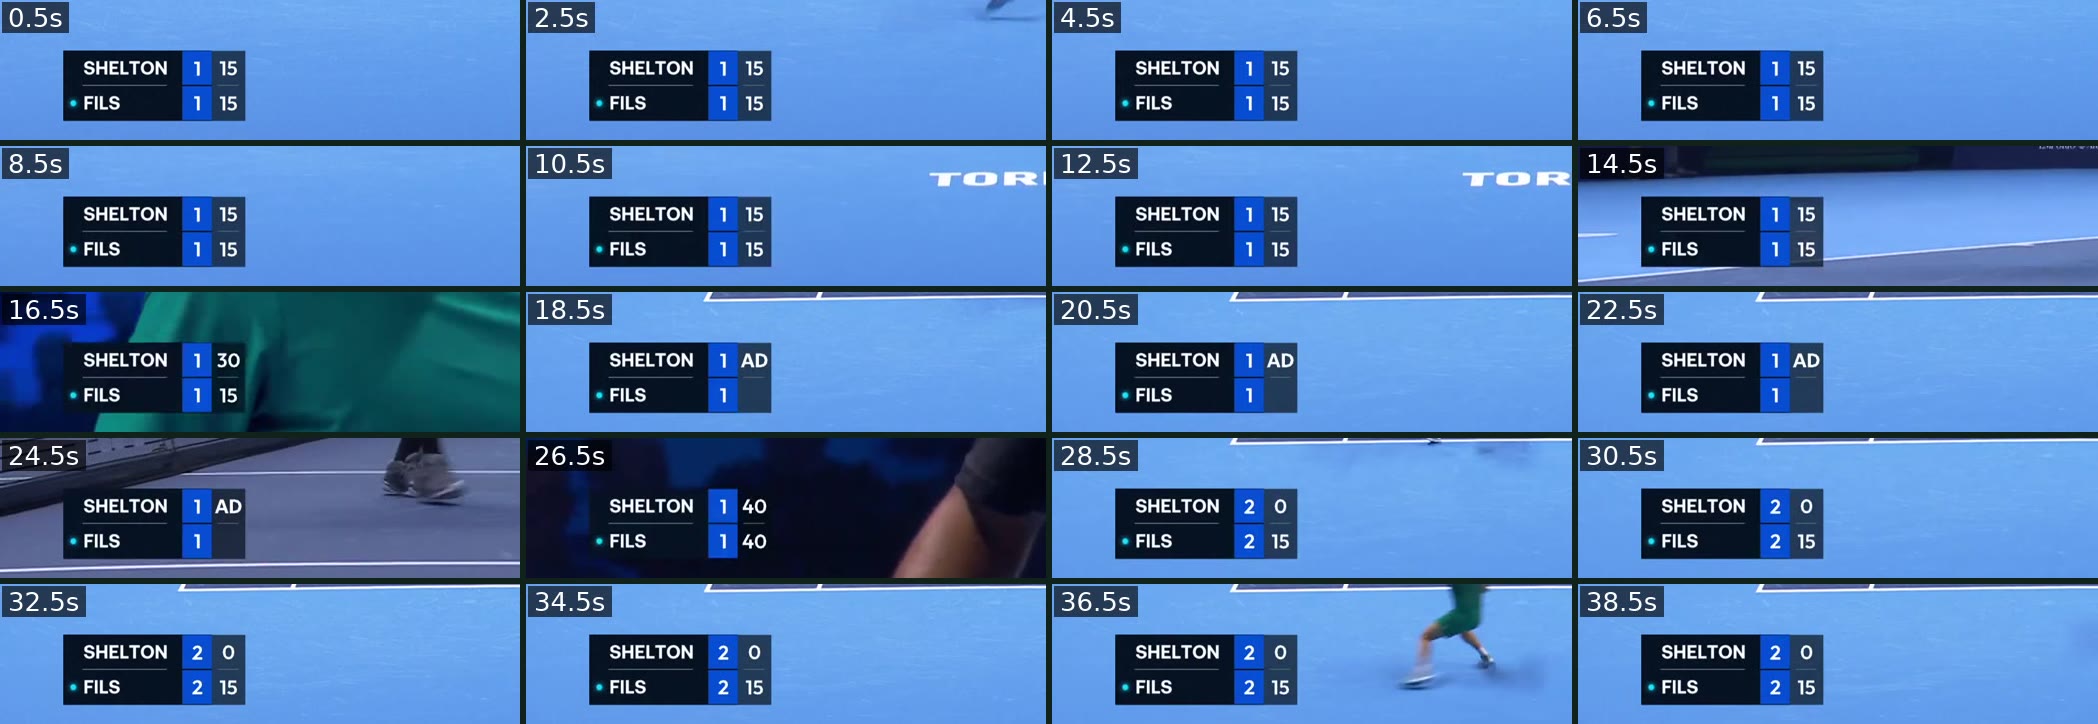 0.5s
SHELTON 1 15
FILS 1 15
2.5s
SHELTON 1 15
FILS 1 15
4.5s
SHELTON 1 15
FILS 1 15
6.5s
SHELTON 1 15
FILS 1 15
8.5s
SHELTON 1 15
FILS 1 15
10.5s
TOR
SHELTON 1 15
FILS 1 15
12.5s
TOR
SHELTON 1 15
FILS 1 15
14.5s
SHELTON 1 15
FILS 1 15
16.5s
SHELTON 1 30
FILS 1 15
18.5s
SHELTON 1 AD
FILS 1
20.5s
SHELTON 1 AD
FILS 1
22.5s
SHELTON 1 AD
FILS 1
24.5s
SHELTON 1 AD
FILS 1
26.5s
SHELTON 1 40
FILS 1 40
28.5s
SHELTON 2 0
FILS 2 15
30.5s
SHELTON 2 0
FILS 2 15
32.5s
SHELTON 2 0
FILS 2 15
34.5s
SHELTON 2 0
FILS 2 15
36.5s
SHELTON 2 0
FILS 2 15
38.5s
SHELTON 2 0
FILS 2 15